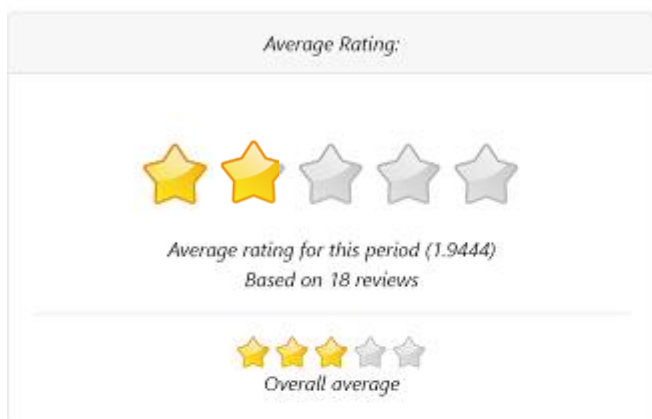 Average Rating:
Average rating for this period (1.9444)
Based on 18 reviews
Overall average